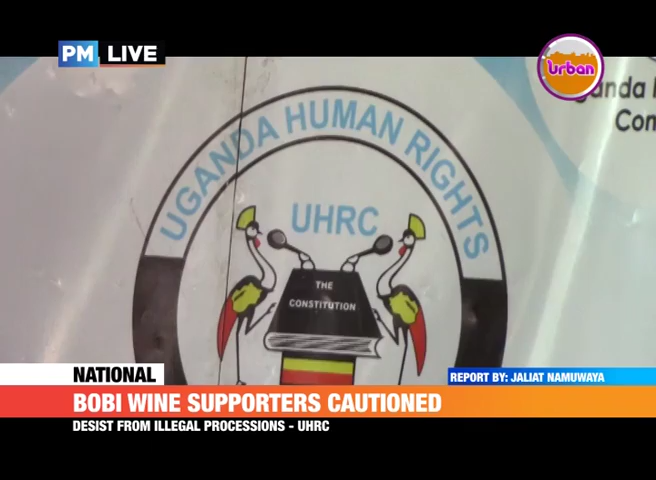 PM LIVE
urban
anda
Com
UGANDA HUMAN RIGHTS
UHRC
THE
CONSTITUTION
NATIONAL
REPORT BY: JALIAT NAMUWAYA
BOBI WINE SUPPORTERS CAUTIONED
DESIST FROM ILLEGAL PROCESSIONS - UHRC